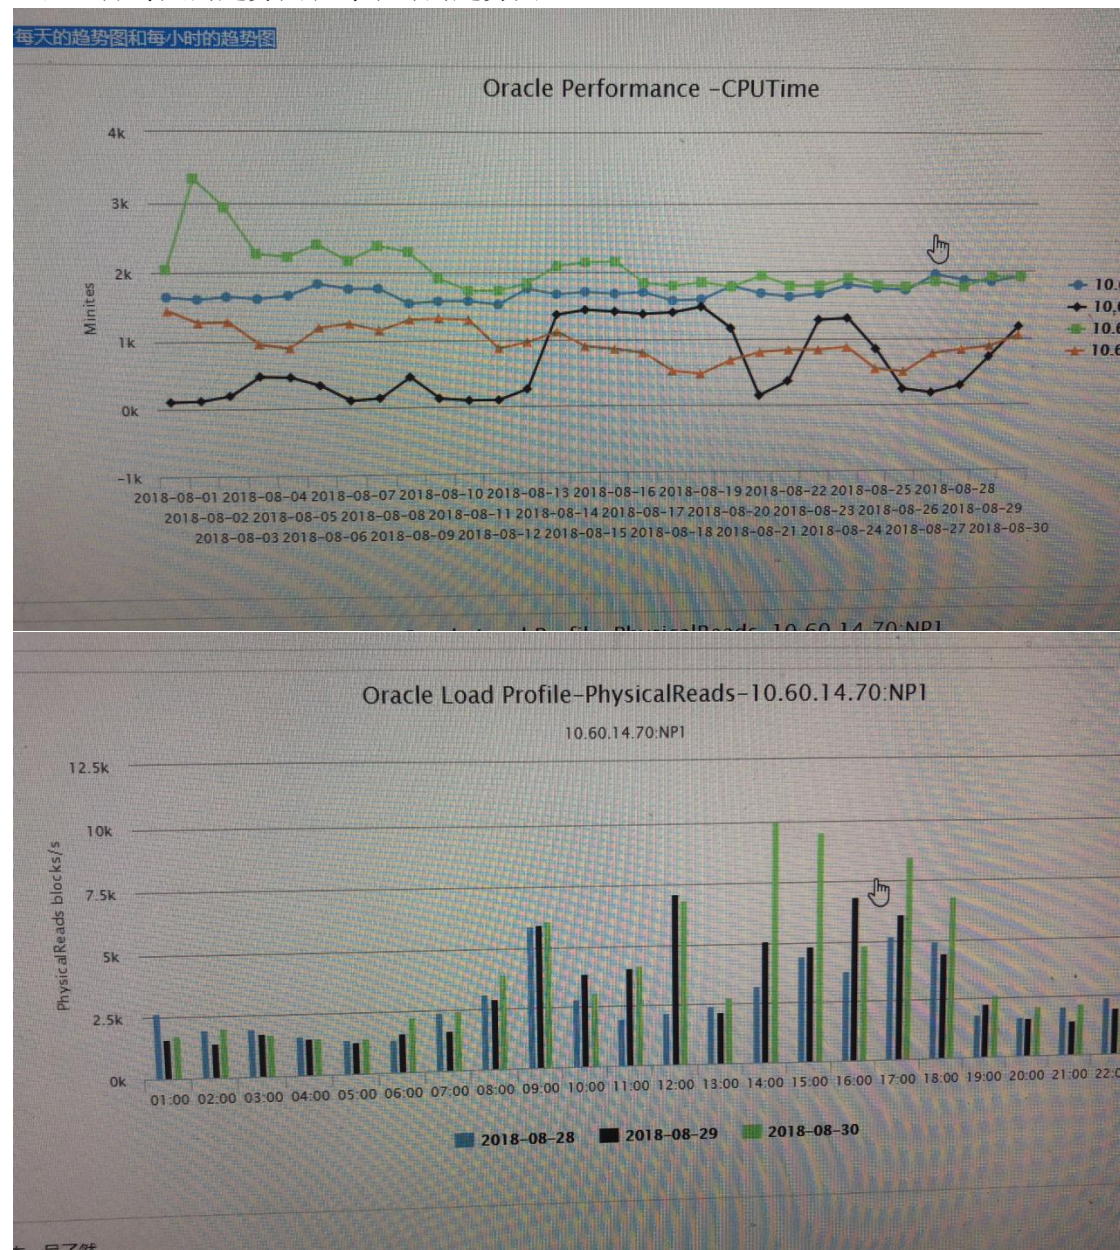 每天的趋势图和每小时的趋势图
Oracle Performance -CPUTime
4k
3k
2k
1k
0k
-1k
Minites
10.
10.
10.6
10.6
2018-08-01 2018-08-04 2018-08-07 2018-08-10 2018-08-13 2018-08-16 2018-08-19 2018-08-22 2018-08-25 2018-08-28
2018-08-02 2018-08-05 2018-08-08 2018-08-11 2018-08-14 2018-08-17 2018-08-20 2018-08-23 2018-08-26 2018-08-29
2018-08-03 2018-08-06 2018-08-09 2018-08-12 2018-08-15 2018-08-18 2018-08-21 2018-08-24 2018-08-27 2018-08-30
Oracle Load Profile-PhysicalReads-10.60.14.70:NP1
10.60.14.70:NP1
12.5k
10k
7.5k
5k
2.5k
0k
PhysicalReads blocks/s
01:00 02:00 03:00 04:00 05:00 06:00 07:00 08:00 09:00 10:00 11:00 12:00 13:00 14:00 15:00 16:00 17:00 18:00 19:00 20:00 21:00 22:0
2018-08-28 2018-08-29 2018-08-30